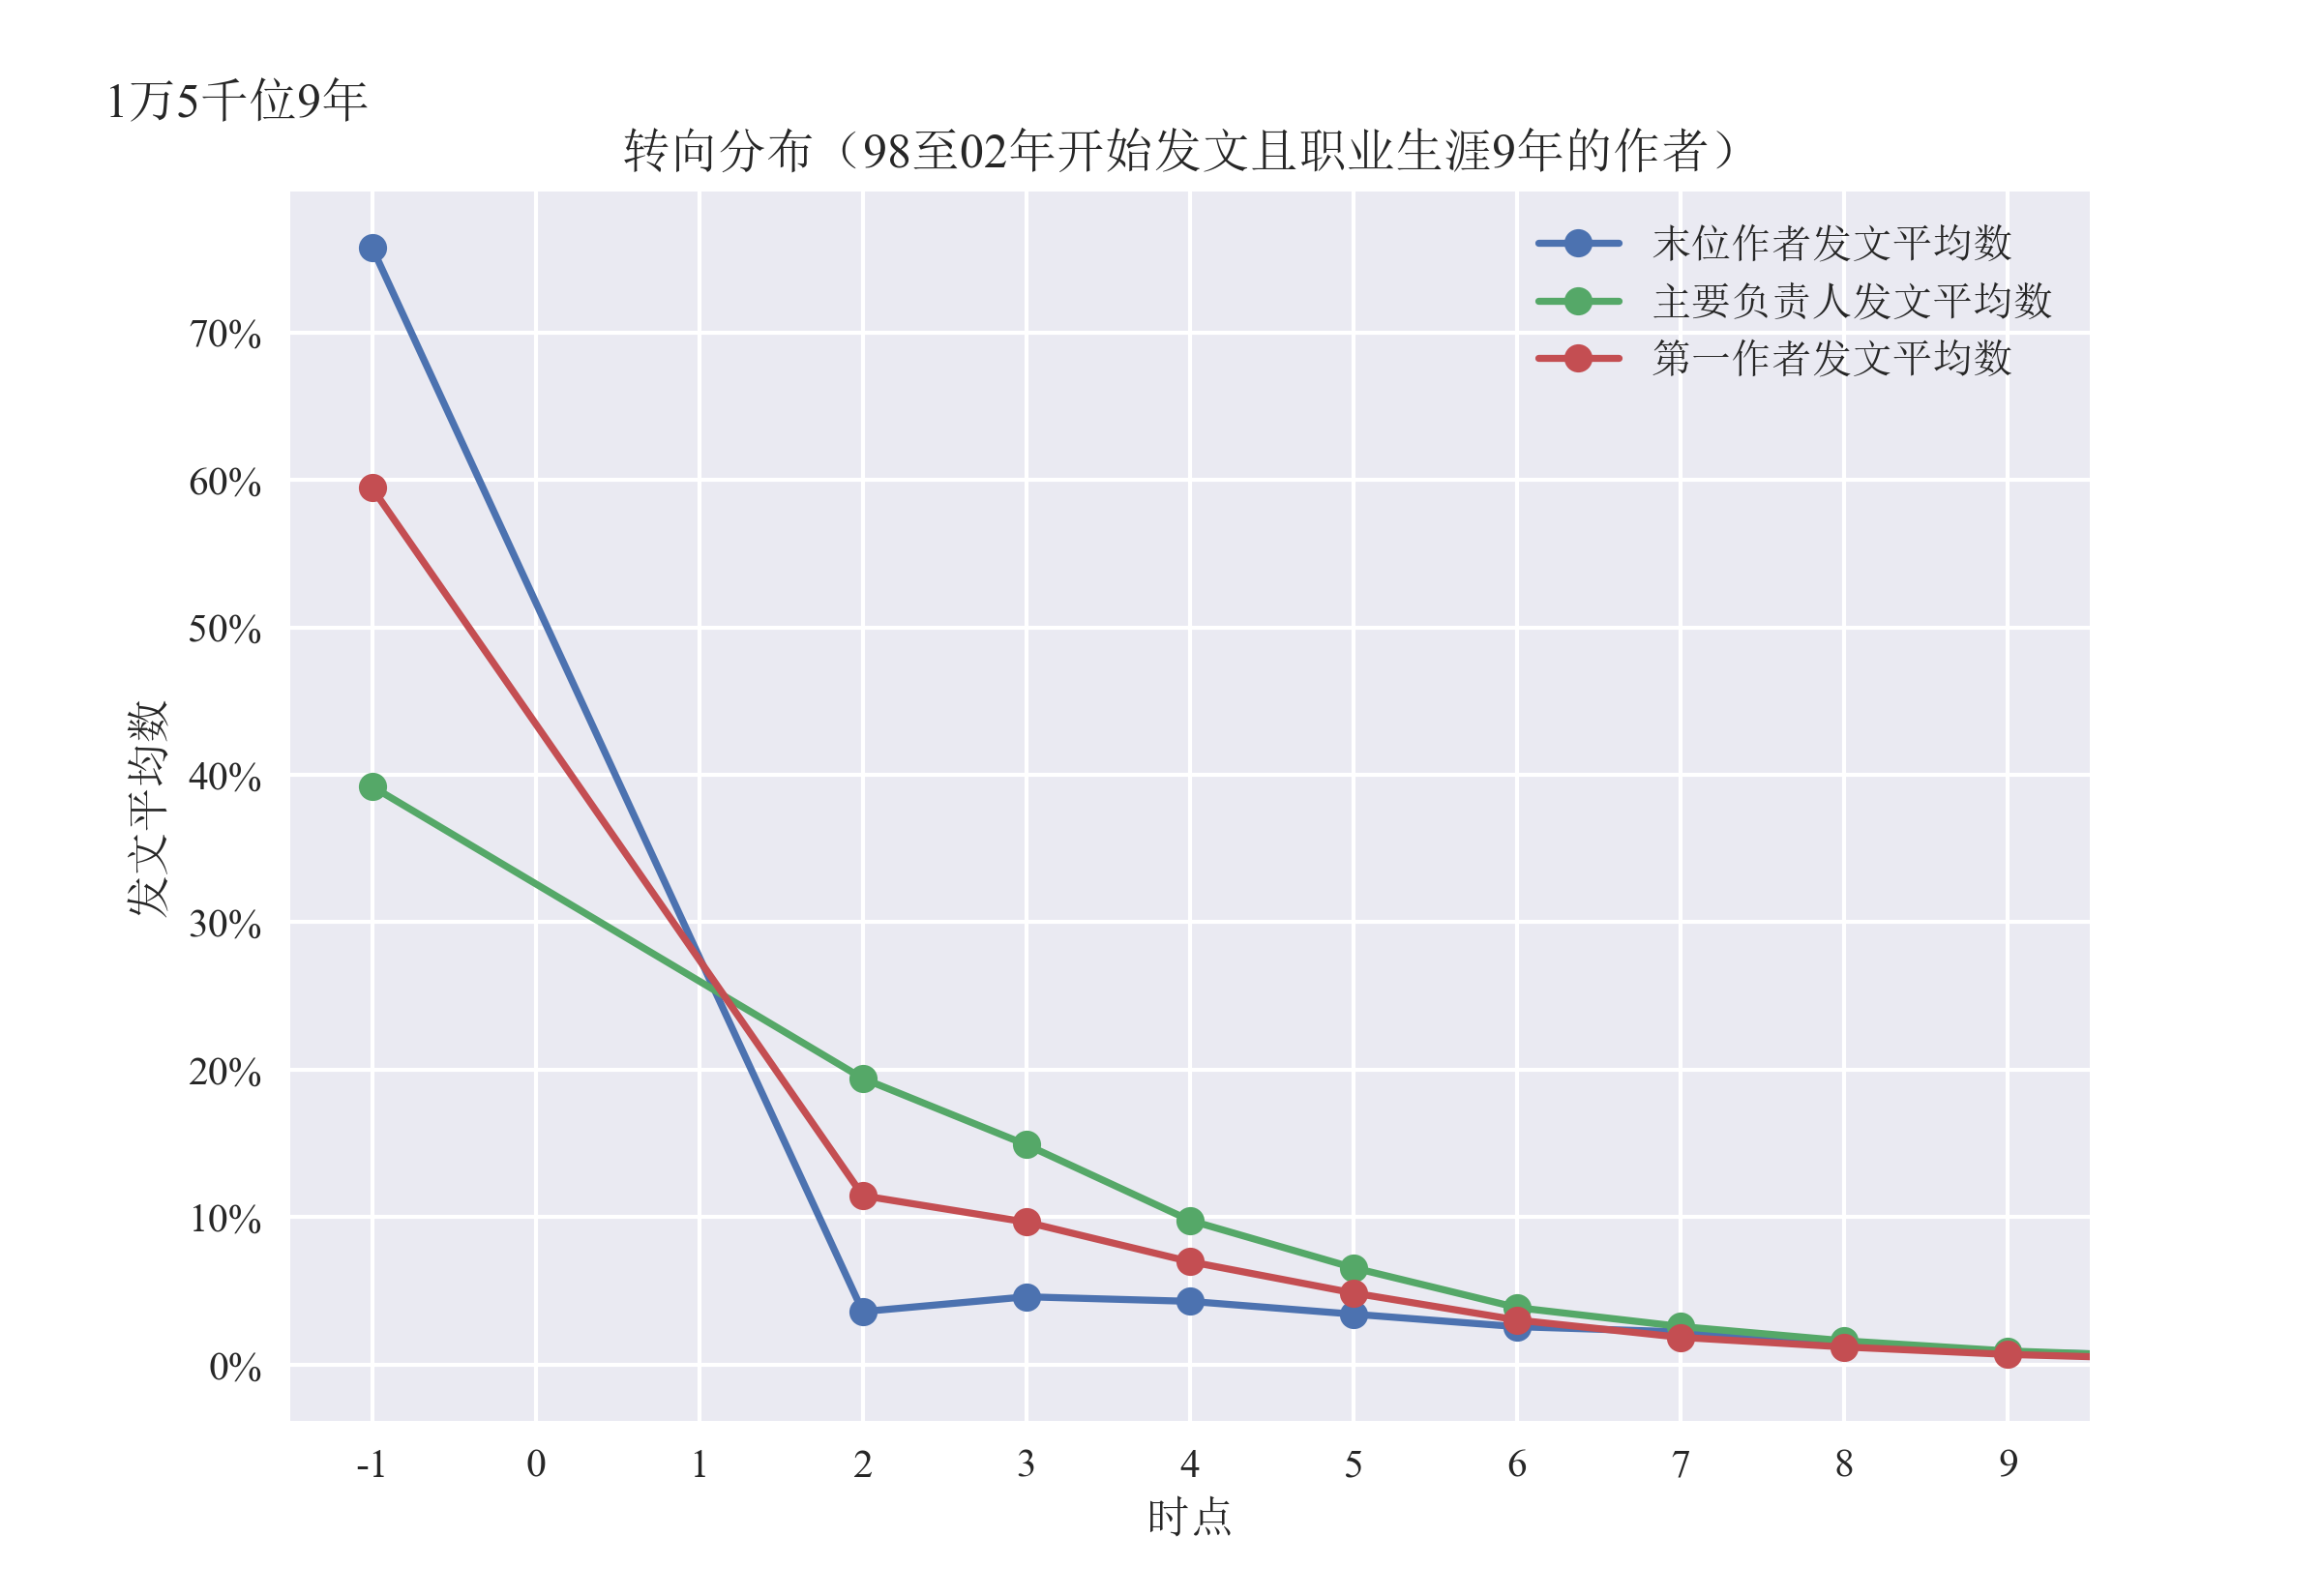 1万5千位9年
转向分布（98至02年开始发文且职业生涯9年的作者）
末位作者发文平均数
主要负责人发文平均数
第一作者发文平均数
发文平均数
70%
60%
50%
40%
30%
20%
10%
0%
-1 0 1 2 3 4 5 6 7 8 9
时点